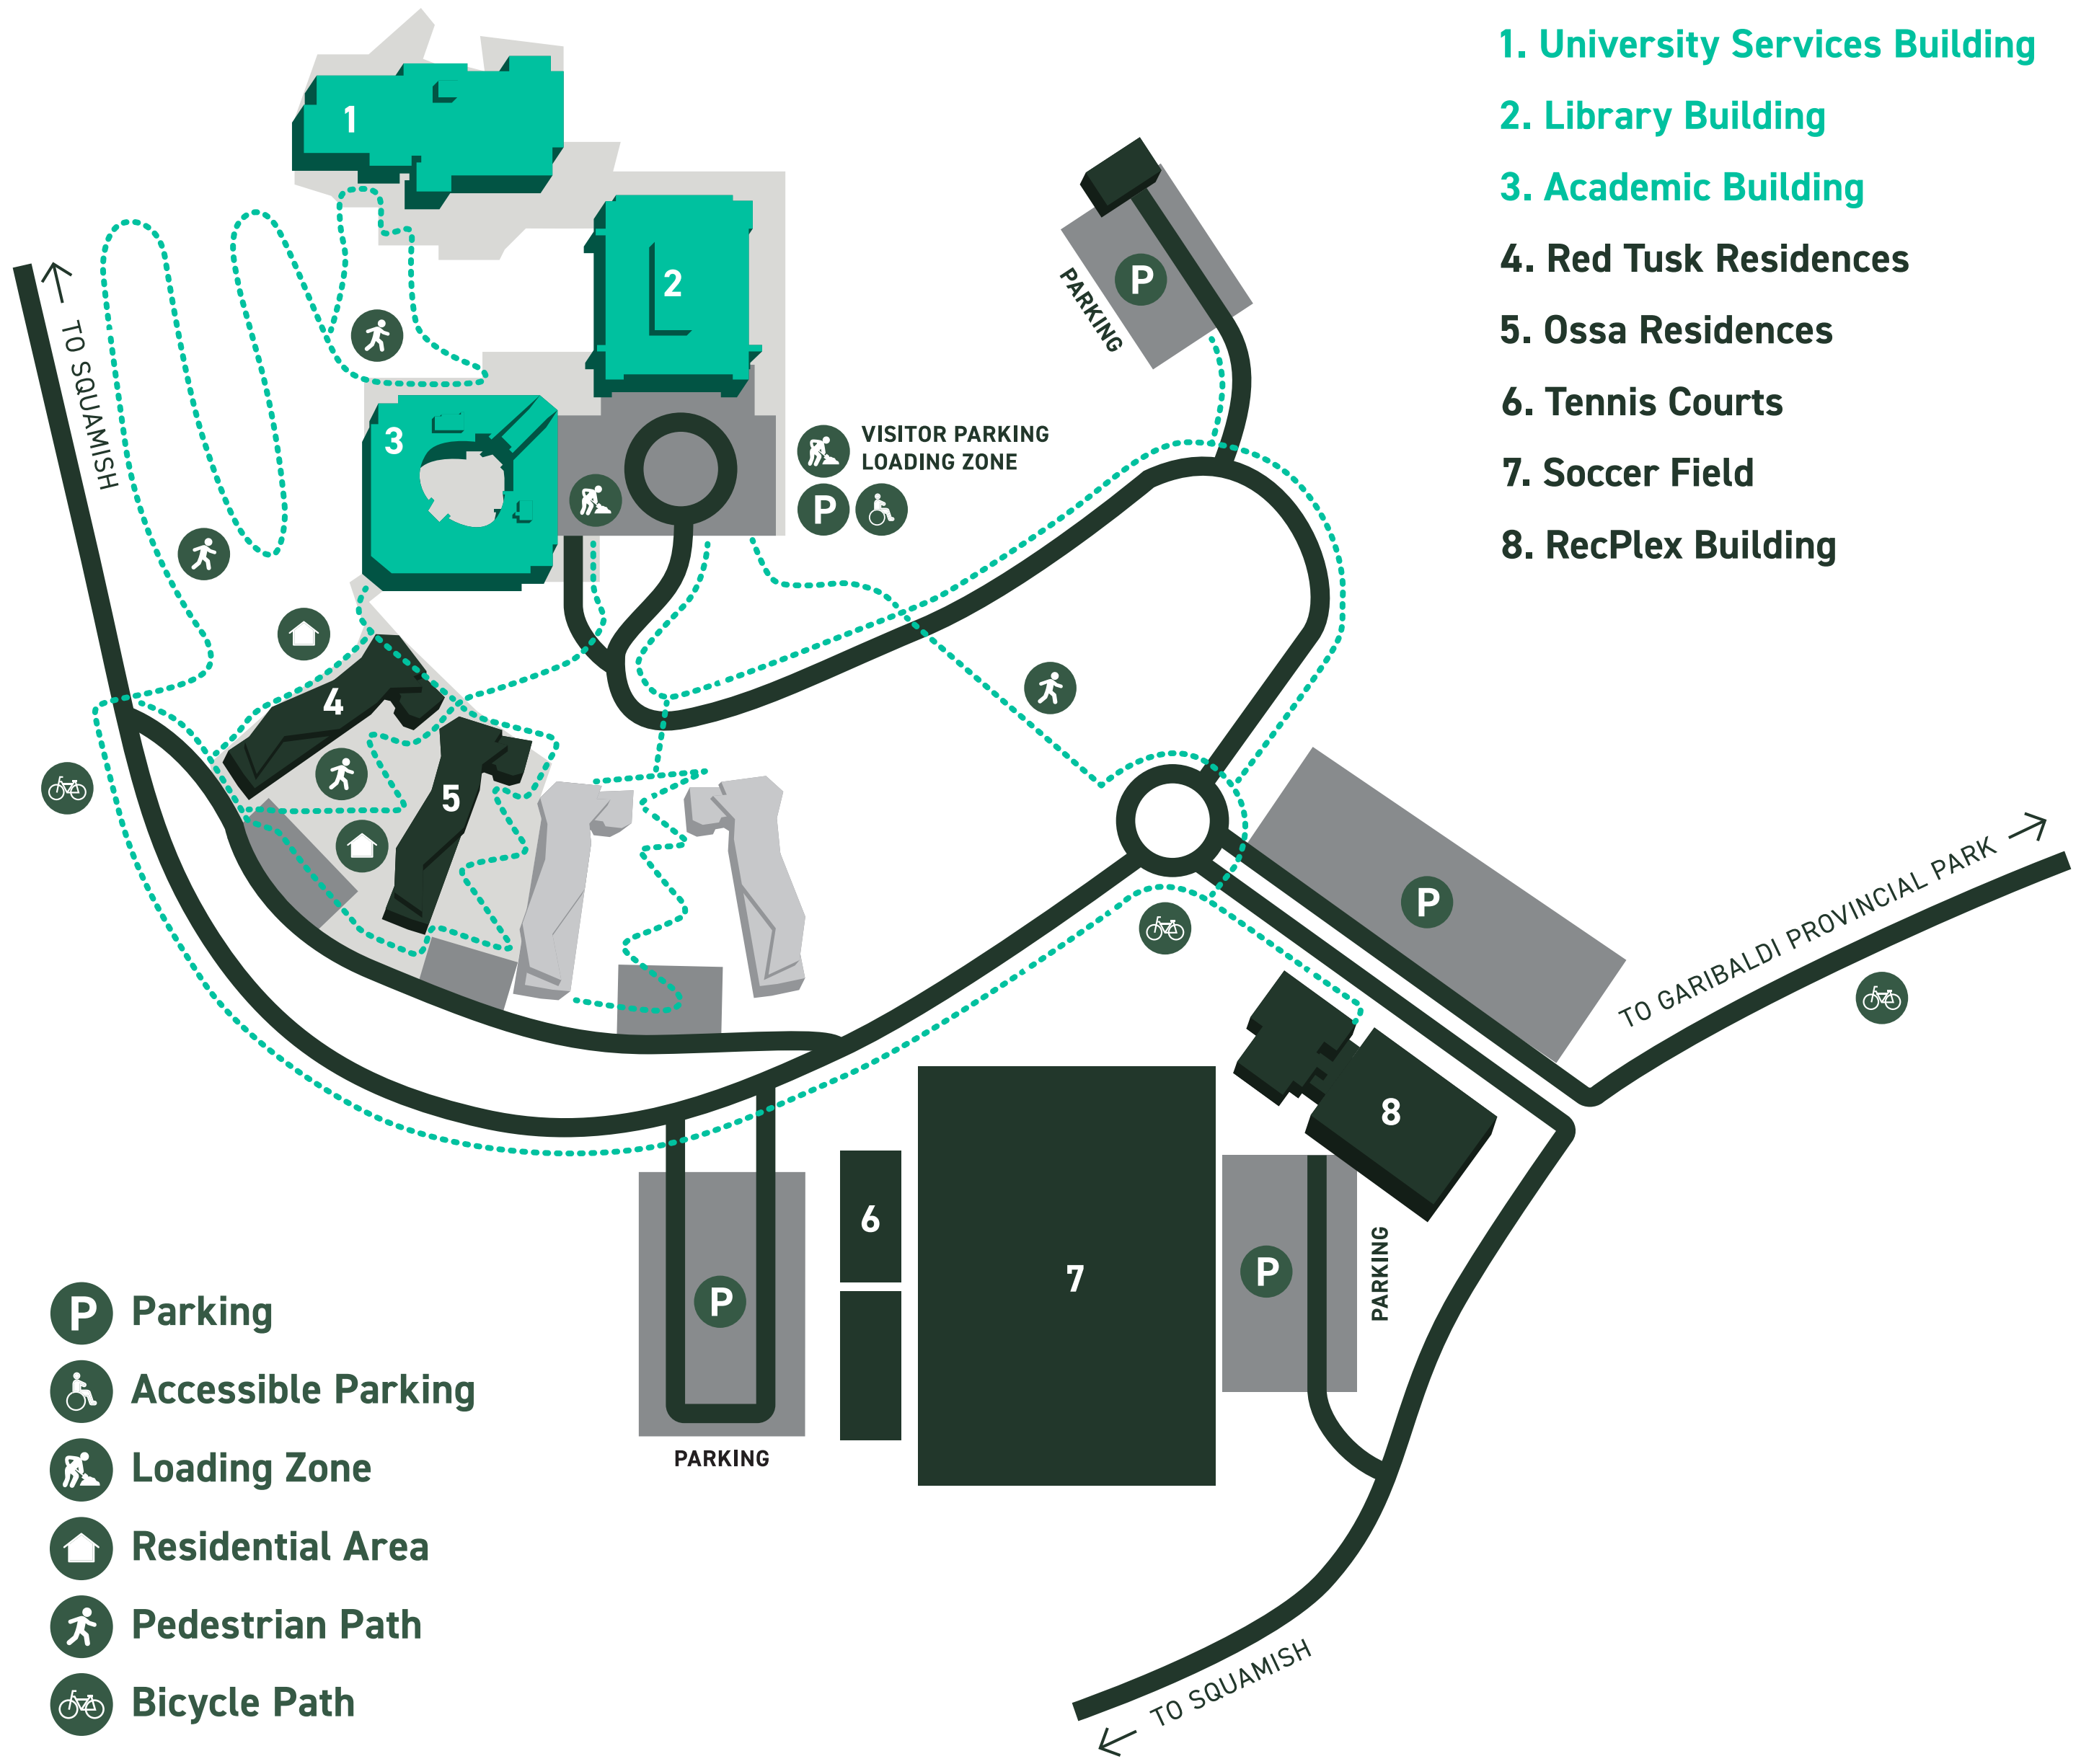 1. University Services Building
2. Library Building
3. Academic Building
4. Red Tusk Residences
5. Ossa Residences
6. Tennis Courts
7. Soccer Field
8. RecPlex Building
1
2
3
4
5
6
7
8
TO SQUAMISH
VISITOR PARKING
LOADING ZONE
P
PARKING
P
P
TO GARIBALDI PROVINCIAL PARK
P
PARKING
P
PARKING
TO SQUAMISH
P Parking
Accessible Parking
Loading Zone
Residential Area
Pedestrian Path
Bicycle Path